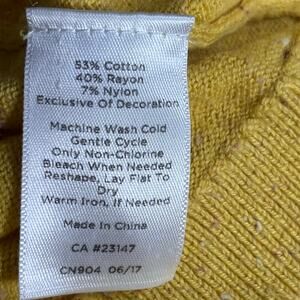 53% Cotton
40% Rayon
7% Nylon
Exclusive Of Decoration
Machine Wash Cold
Gentle Cycle
Only Non-Chlorine
Bleach When Needed
Reshape, Lay Flat To
Dry
Warm Iron, If Needed
Made In China
CA #23147
CN904 06/17